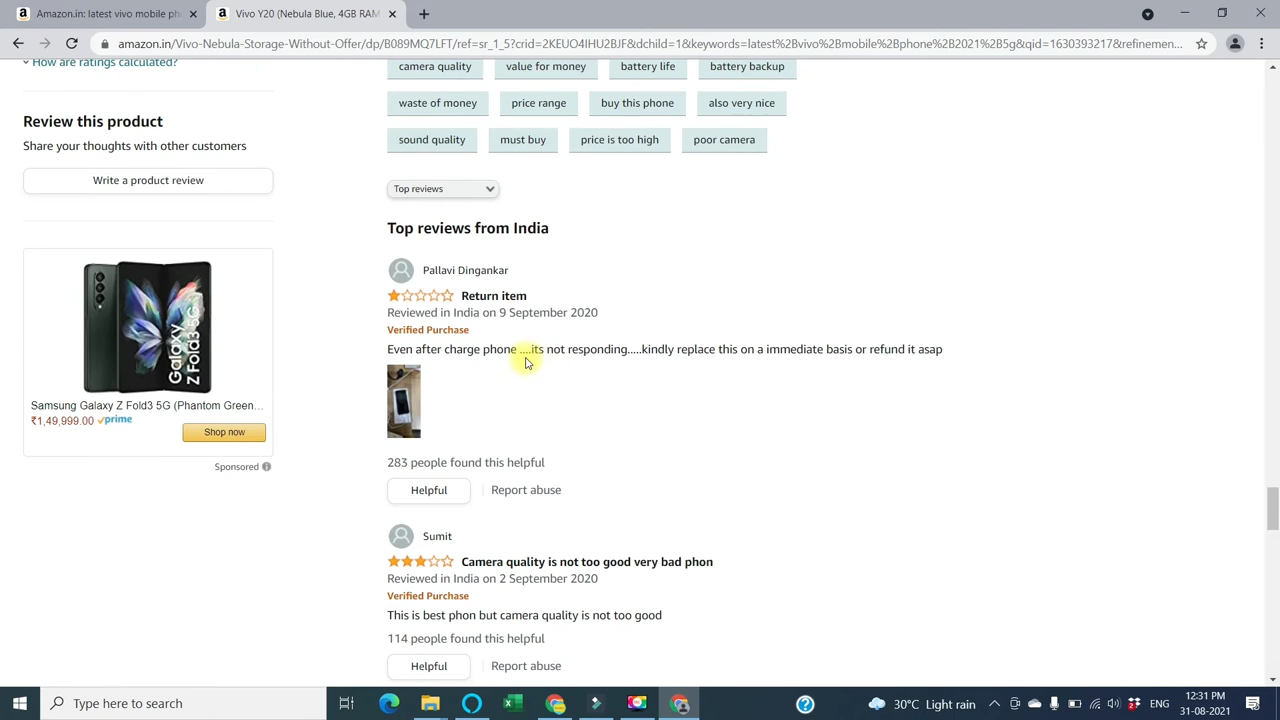 Amazon.in: latest vivo mobile ph
Vivo Y20 (Nebula Blue, 4GB RAM
amazon.in/Vivo-Nebula-Storage-Without-Offer/dp/B089MQ7LFT/ref=sr_1_5?crid=2KEUO4IHU2BJF&dchild=1&keywords=latest%2Bvivo%2Bmobile%2Bphone%2B2021%2B5g&qid=1630393217&refinemen...
How are ratings calculated?
camera quality
value for money
battery life
battery backup
waste of money
price range
buy this phone
also very nice
sound quality
must buy
price is too high
poor camera
Review this product
Share your thoughts with other customers
Write a product review
Galaxy
Z Fold3 5G
Samsung Galaxy Z Fold3 5G (Phantom Green...
₹1,49,999.00 prime
Shop now
Sponsored
Top reviews
Top reviews from India
Pallavi Dingankar
Return item
Reviewed in India on 9 September 2020
Verified Purchase
Even after charge phone ....its not responding.....kindly replace this on a immediate basis or refund it asap
283 people found this helpful
Helpful
Report abuse
Sumit
Camera quality is not too good very bad phon
Reviewed in India on 2 September 2020
Verified Purchase
This is best phon but camera quality is not too good
114 people found this helpful
Helpful
Report abuse
Type here to search
30°C Light rain
ENG
12:31 PM
31-08-2021